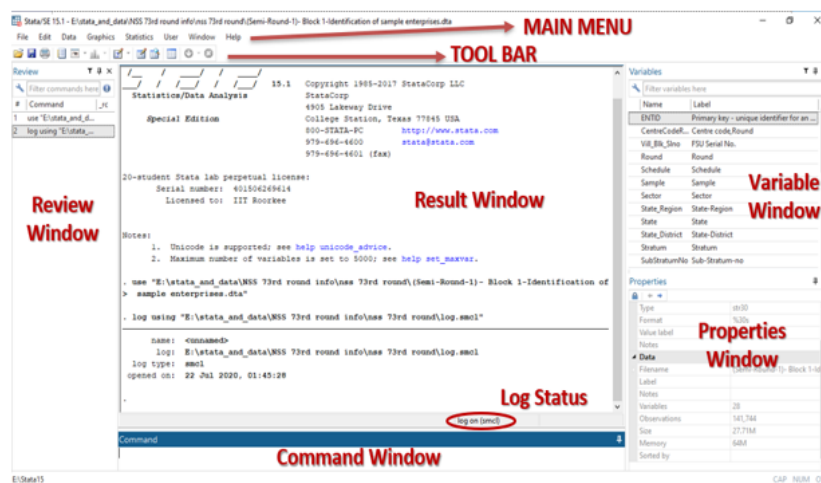 Stata/SE 15.1 - E:\stata_and_data\NSS 73rd round info\nss 73rd round\(Semi-Round-1)- Block 1-Identification of sample enterprises.dta
File Edit Data Graphics Statistics User Window Help
MAIN MENU
TOOL BAR
Review
Filter commands here
# Command _rc
1 use "E:\stata_and_d...
2 log using "E:\stata_...
Review
Window
15.1 Copyright 1985-2017 StataCorp LLC
Statistics/Data Analysis StataCorp
4905 Lakeway Drive
Special Edition College Station, Texas 77845 USA
800-STATA-PC http://www.stata.com
979-696-4600 stata@stata.com
979-696-4601 (fax)
20-student Stata lab perpetual license:
Serial number: 401506269614
Licensed to: IIT Roorkee
Result Window
Notes:
1. Unicode is supported; see help unicode_advice.
2. Maximum number of variables is set to 5000; see help set_maxvar.
. use "E:\stata_and_data\NSS 73rd round info\nss 73rd round\(Semi-Round-1)- Block 1-Identification of
> sample enterprises.dta"
. log using "E:\stata_and_data\NSS 73rd round info\nss 73rd round\log.smcl"
name: <unnamed>
log: E:\stata_and_data\NSS 73rd round info\nss 73rd round\log.smcl
log type: smcl
opened on: 22 Jul 2020, 01:45:28
.
Log Status
log on (smcl)
Command
Command Window
Variables
Filter variables here
Name Label
ENTID Primary key - unique identifier for an ...
CentreCodeR... Centre code,Round
Vill_Blk_Slno FSU Serial No.
Round Round
Schedule Schedule
Sample Sample
Sector Sector
State_Region State-Region
State State
State_District State-District
Stratum Stratum
SubStratumNo Sub-Stratum-no
Variable
Window
Properties
Type str30
Format %30s
Value label
Notes
Data
Filename (Semi-Round-1)- Block 1-Id
Label
Notes
Variables 28
Observations 141,744
Size 27.71M
Memory 64M
Sorted by
Properties
Window
E:\Stata15
CAP NUM O